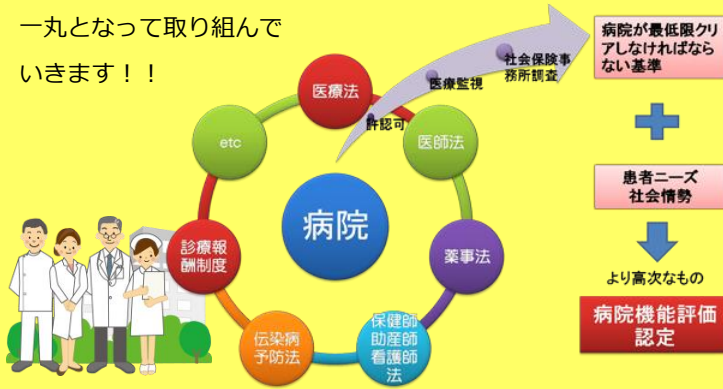 一丸となって取り組んで
いきます！！
病院が最低限クリ
アしなければなら
ない基準
社会保険事
務所調査
医療監視
許認可
医療法
医師法
薬事法
保健師
助産師
看護師
法
伝染病
予防法
診療報
酬制度
etc
病院
患者ニーズ
社会情勢
より高次なもの
病院機能評価
認定